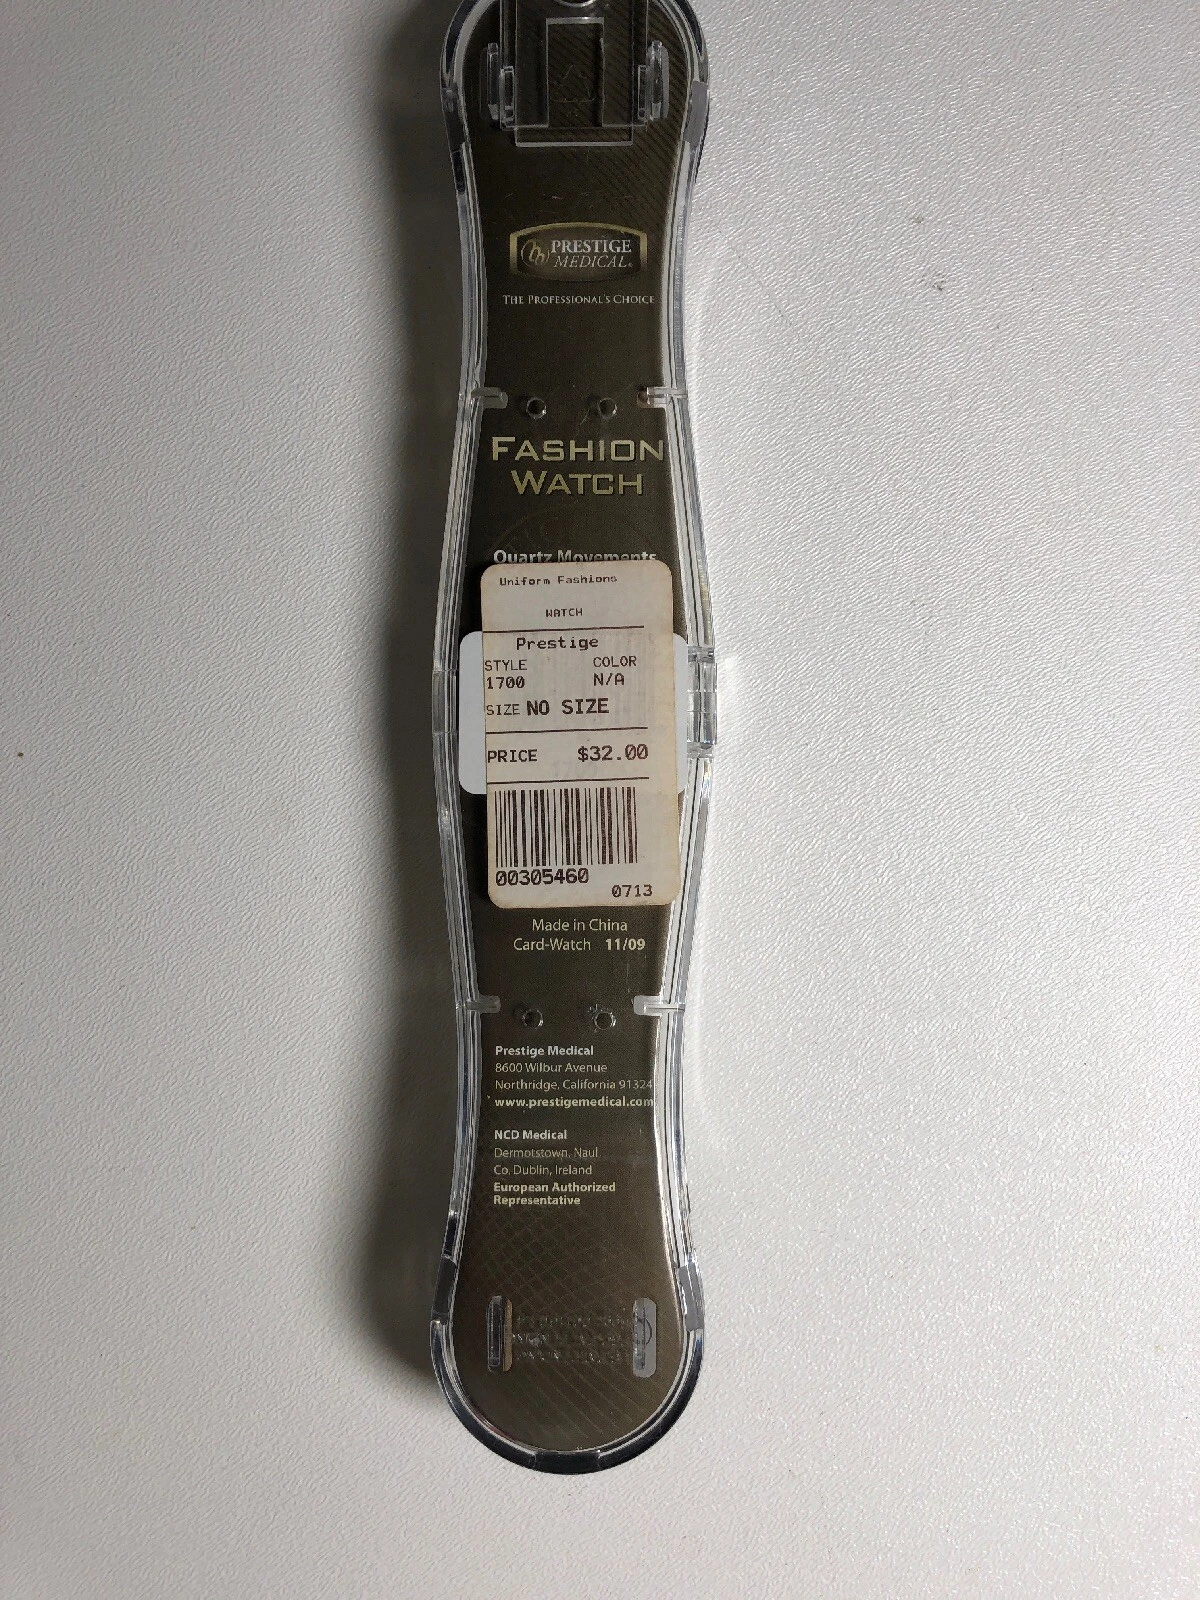 PRESTIGE
MEDICAL®
THE PROFESSIONAL'S CHOICE
FASHION
WATCH
Quartz Movements
Uniform Fashions
WATCH
Prestige
STYLE COLOR
1700 N/A
SIZE NO SIZE
PRICE $32.00
00305460
0713
Made in China
Card-Watch 11/09
Prestige Medical
8600 Wilbur Avenue
Northridge, California 91324
www.prestigemedical.com
NCD Medical
Dermotstown, Naul
Co. Dublin, Ireland
European Authorized
Representative